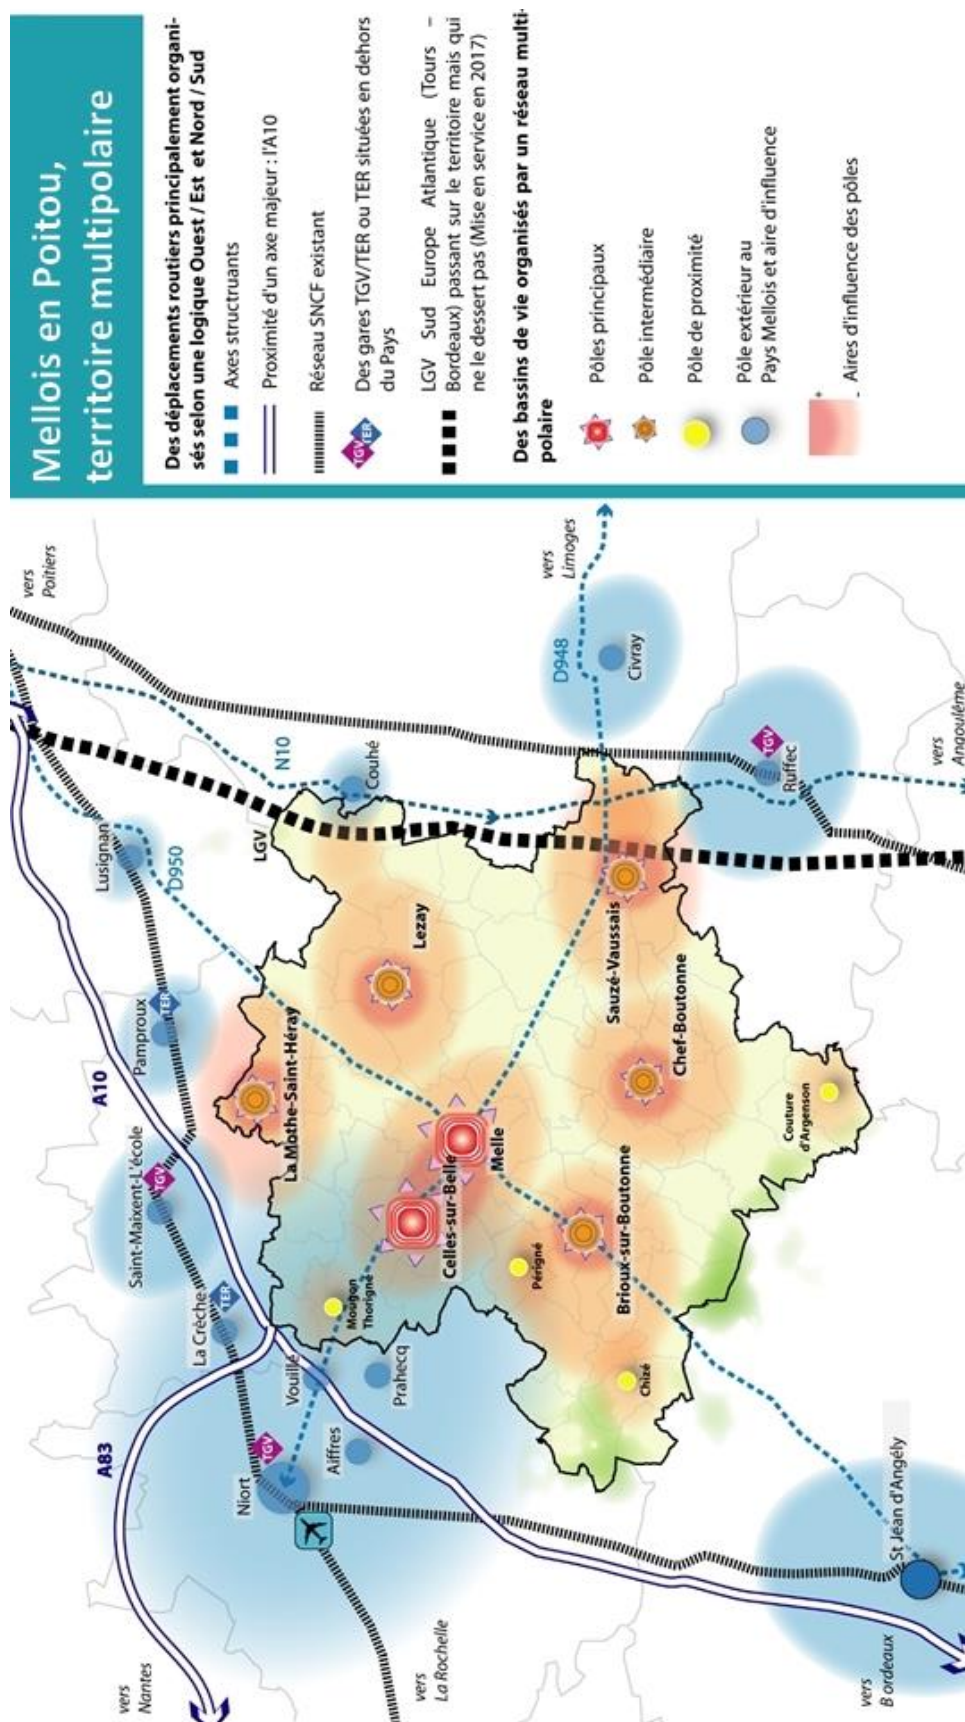 Mellois en Poitou,
territoire multipolaire
Des déplacements routiers principalement organi-
sés selon une logique Ouest / Est et Nord / Sud
Axes structruants
Proximité d'un axe majeur : l'A10
Réseau SNCF existant
TGV
TER
Des gares TGV/TER ou TER situées en dehors
du Pays
LGV Sud Europe Atlantique (Tours –
Bordeaux) passant sur le territoire mais qui
ne le dessert pas (Mise en service en 2017)
Des bassins de vie organisés par un réseau multi-
polaire
Pôles principaux
Pôle intermédiaire
Pôle de proximité
Pôle extérieur au
Pays Mellois et aire d'influence
+
-
Aires d'influence des pôles
vers
Nantes
A83
A10
vers
Poitiers
Lusignan
D950
N10
LGV
Couhé
Pamproux
TER
Saint-Maixent-L'école
TGV
La Crèche
TER
Niort
TGV
Vouillé
Aiffres
Prahecq
Mougon
Thorigné
La Mothe-Saint-Héray
Lezay
Celles-sur-Belle
Melle
vers
La Rochelle
Périgné
Brioux-sur-Boutonne
Chizé
Chef-Boutonne
Sauzé-Vaussais
Couture
d'Argenson
D948
vers
Limoges
Civray
TGV
Ruffec
vers
Angoulême
St Jean d'Angély
vers
B ordeaux